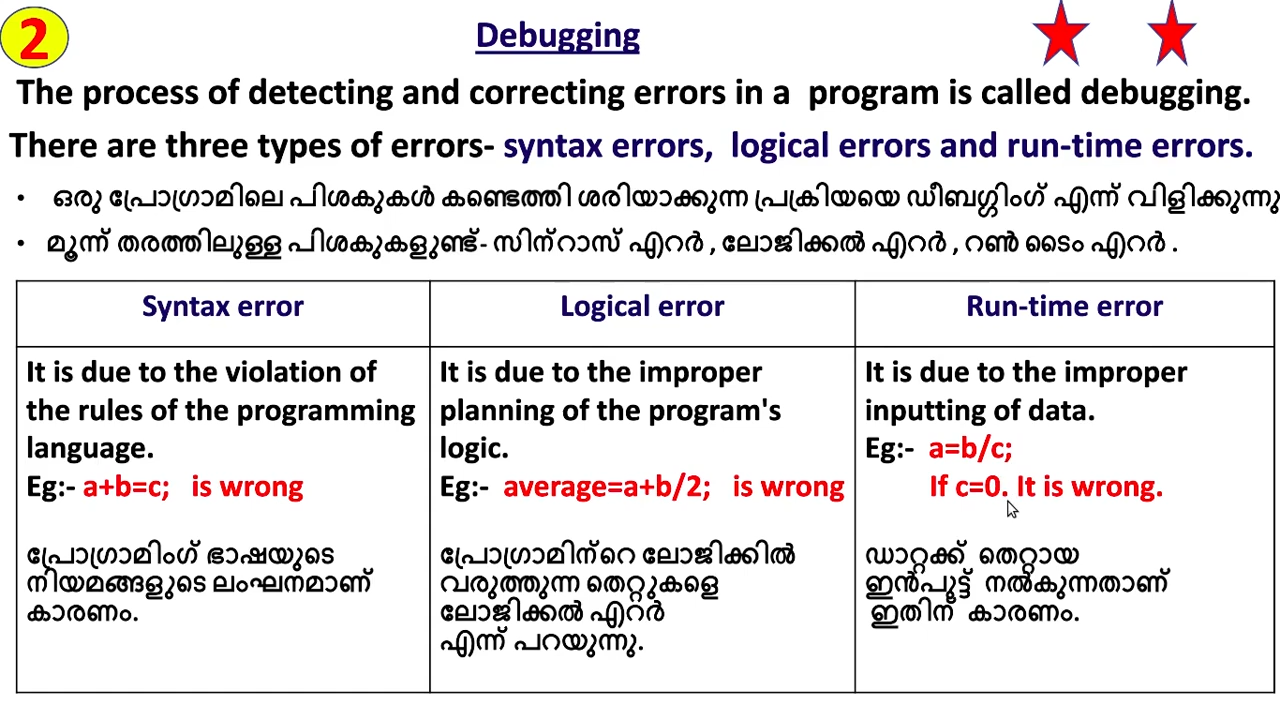 2
Debugging
The process of detecting and correcting errors in a program is called debugging.
There are three types of errors- syntax errors, logical errors and run-time errors.
• ഒരു പ്രോഗ്രാമിലെ പിശകുകൾ കണ്ടെത്തി ശരിയാക്കുന്ന പ്രക്രിയയെ ഡീബഗ്ഗിംഗ് എന്ന് വിളിക്കുന്നു
• മൂന്ന് തരത്തിലുള്ള പിശകുകളുണ്ട്- സിന്റാസ് എറർ , ലോജിക്കൽ എറർ , റൺ ടൈം എറർ .
Syntax error
It is due to the violation of
the rules of the programming
language.
Eg:- a+b=c; is wrong
പ്രോഗ്രാമിംഗ് ഭാഷയുടെ
നിയമങ്ങളുടെ ലംഘനമാണ്
കാരണം.
Logical error
It is due to the improper
planning of the program's
logic.
Eg:- average=a+b/2; is wrong
പ്രോഗ്രാമിന്റെ ലോജിക്കിൽ
വരുത്തുന്ന തെറ്റുകളെ
ലോജിക്കൽ എറർ
എന്ന് പറയുന്നു.
Run-time error
It is due to the improper
inputting of data.
Eg:- a=b/c;
If c=0. It is wrong.
ഡാറ്റക്ക് തെറ്റായ
ഇൻപുട്ട് നൽകുന്നതാണ്
ഇതിന് കാരണം.